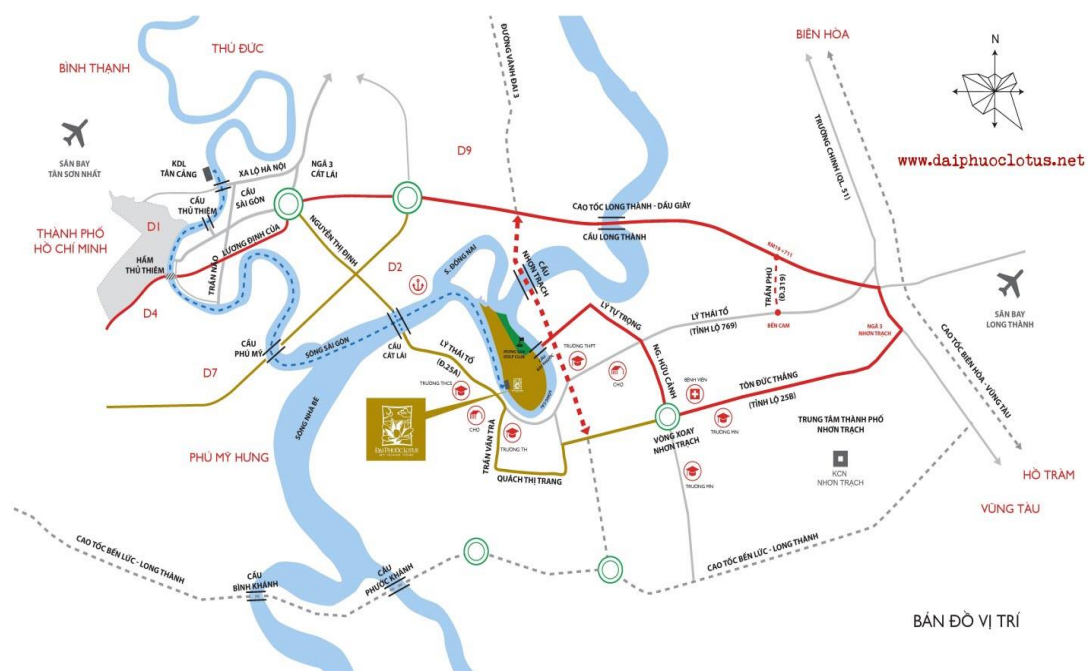 THỦ ĐỨC
BÌNH THẠNH
BIÊN HÒA
N
ĐƯỜNG VÀNH ĐAI 3
TRƯỜNG CHINH (QL. 51)
www.daiphuoclotus.net
SÂN BAY
TÂN SƠN NHẤT
KDL
TÂN CẢNG
XA LỘ HÀ NỘI
NGÃ 3
CÁT LÁI
D9
CẦU
SÀI GÒN
CẦU
THỦ THIÊM
D1
THÀNH PHỐ
HỒ CHÍ MINH
LƯƠNG ĐỊNH CỦA
NGUYỄN THỊ ĐỊNH
CAO TỐC LONG THÀNH - DẦU GIÂY
CẦU LONG THÀNH
KM19 +711
HẦM
THỦ THIÊM
TRẦN NÃO
D2
S. ĐỒNG NAI
CẦU
NHƠN TRẠCH
TRẦN PHÚ
(Đ.319)
SÂN BAY
LONG THÀNH
D4
LÝ TỰ TRỌNG
LÝ THÁI TỔ
(TỈNH LỘ 769)
BẾN CAM
NGÃ 3
NHƠN TRẠCH
CẦU
PHÚ MỸ
SÔNG SÀI GÒN
CẦU
CÁT LÁI
LÝ THÁI TỔ
(Đ.25A)
TRƯỜNG THPT
CHỢ
NG. HỮU CẢNH
CAO TỐC BIÊN HÒA - VŨNG TÀU
D7
SÔNG NHÀ BÈ
TRƯỜNG THCS
BỆNH VIỆN
TÔN ĐỨC THẮNG
(TỈNH LỘ 25B)
ĐẠI PHƯỚC LOTUS
CHỢ
TRƯỜNG TH
TRẦN VĂN TRÀ
VÒNG XOAY
NHƠN TRẠCH
TRƯỜNG MN
TRUNG TÂM THÀNH PHỐ
NHƠN TRẠCH
PHÚ MỸ HƯNG
QUÁCH THỊ TRANG
TRƯỜNG MN
KCN
NHƠN TRẠCH
HỒ TRÀM
VŨNG TÀU
CAO TỐC BẾN LỨC - LONG THÀNH
CẦU
BÌNH KHÁNH
CẦU
PHƯỚC KHÁNH
CAO TỐC BẾN LỨC - LONG THÀNH
BẢN ĐỒ VỊ TRÍ